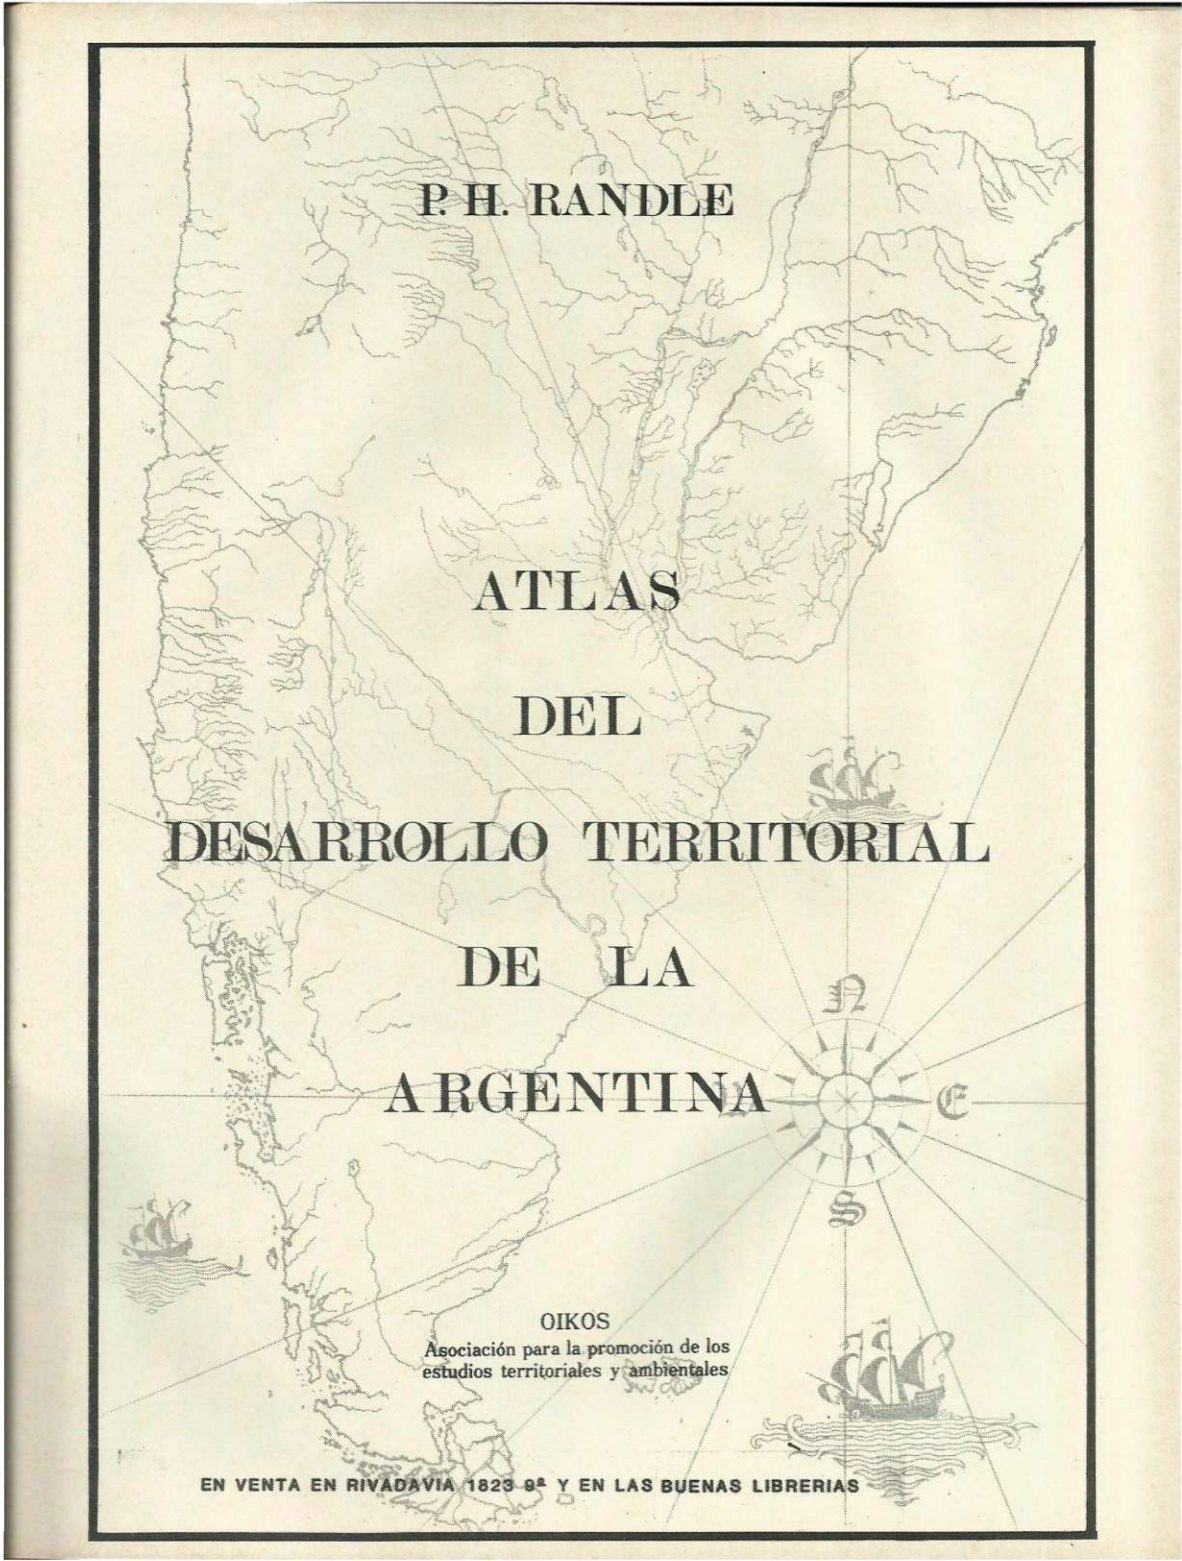 P. H. RANDLE
ATLAS
DEL
DESARROLLO TERRITORIAL
DE LA
N
ARGENTINA
E
S
OIKOS
Asociación para la promoción de los
estudios territoriales y ambientales
EN VENTA EN RIVADAVIA 1823 9º Y EN LAS BUENAS LIBRERIAS